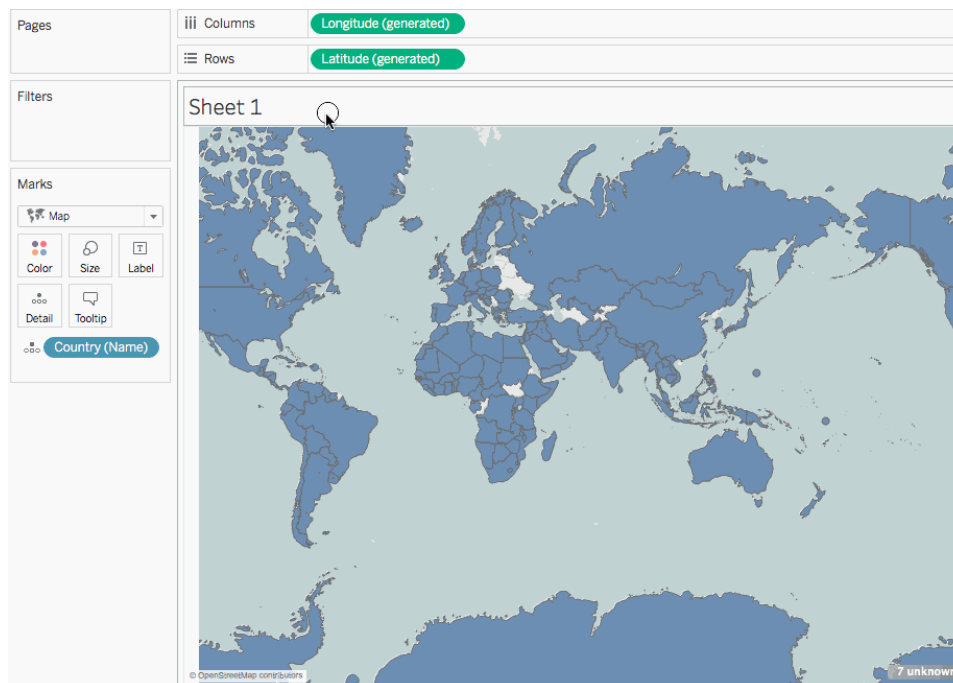 Pages
Columns
Longitude (generated)
Rows
Latitude (generated)
Filters
Sheet 1
Marks
Map
Color
Size
Label
Detail
Tooltip
Country (Name)
© OpenStreetMap contributors
7 unknown